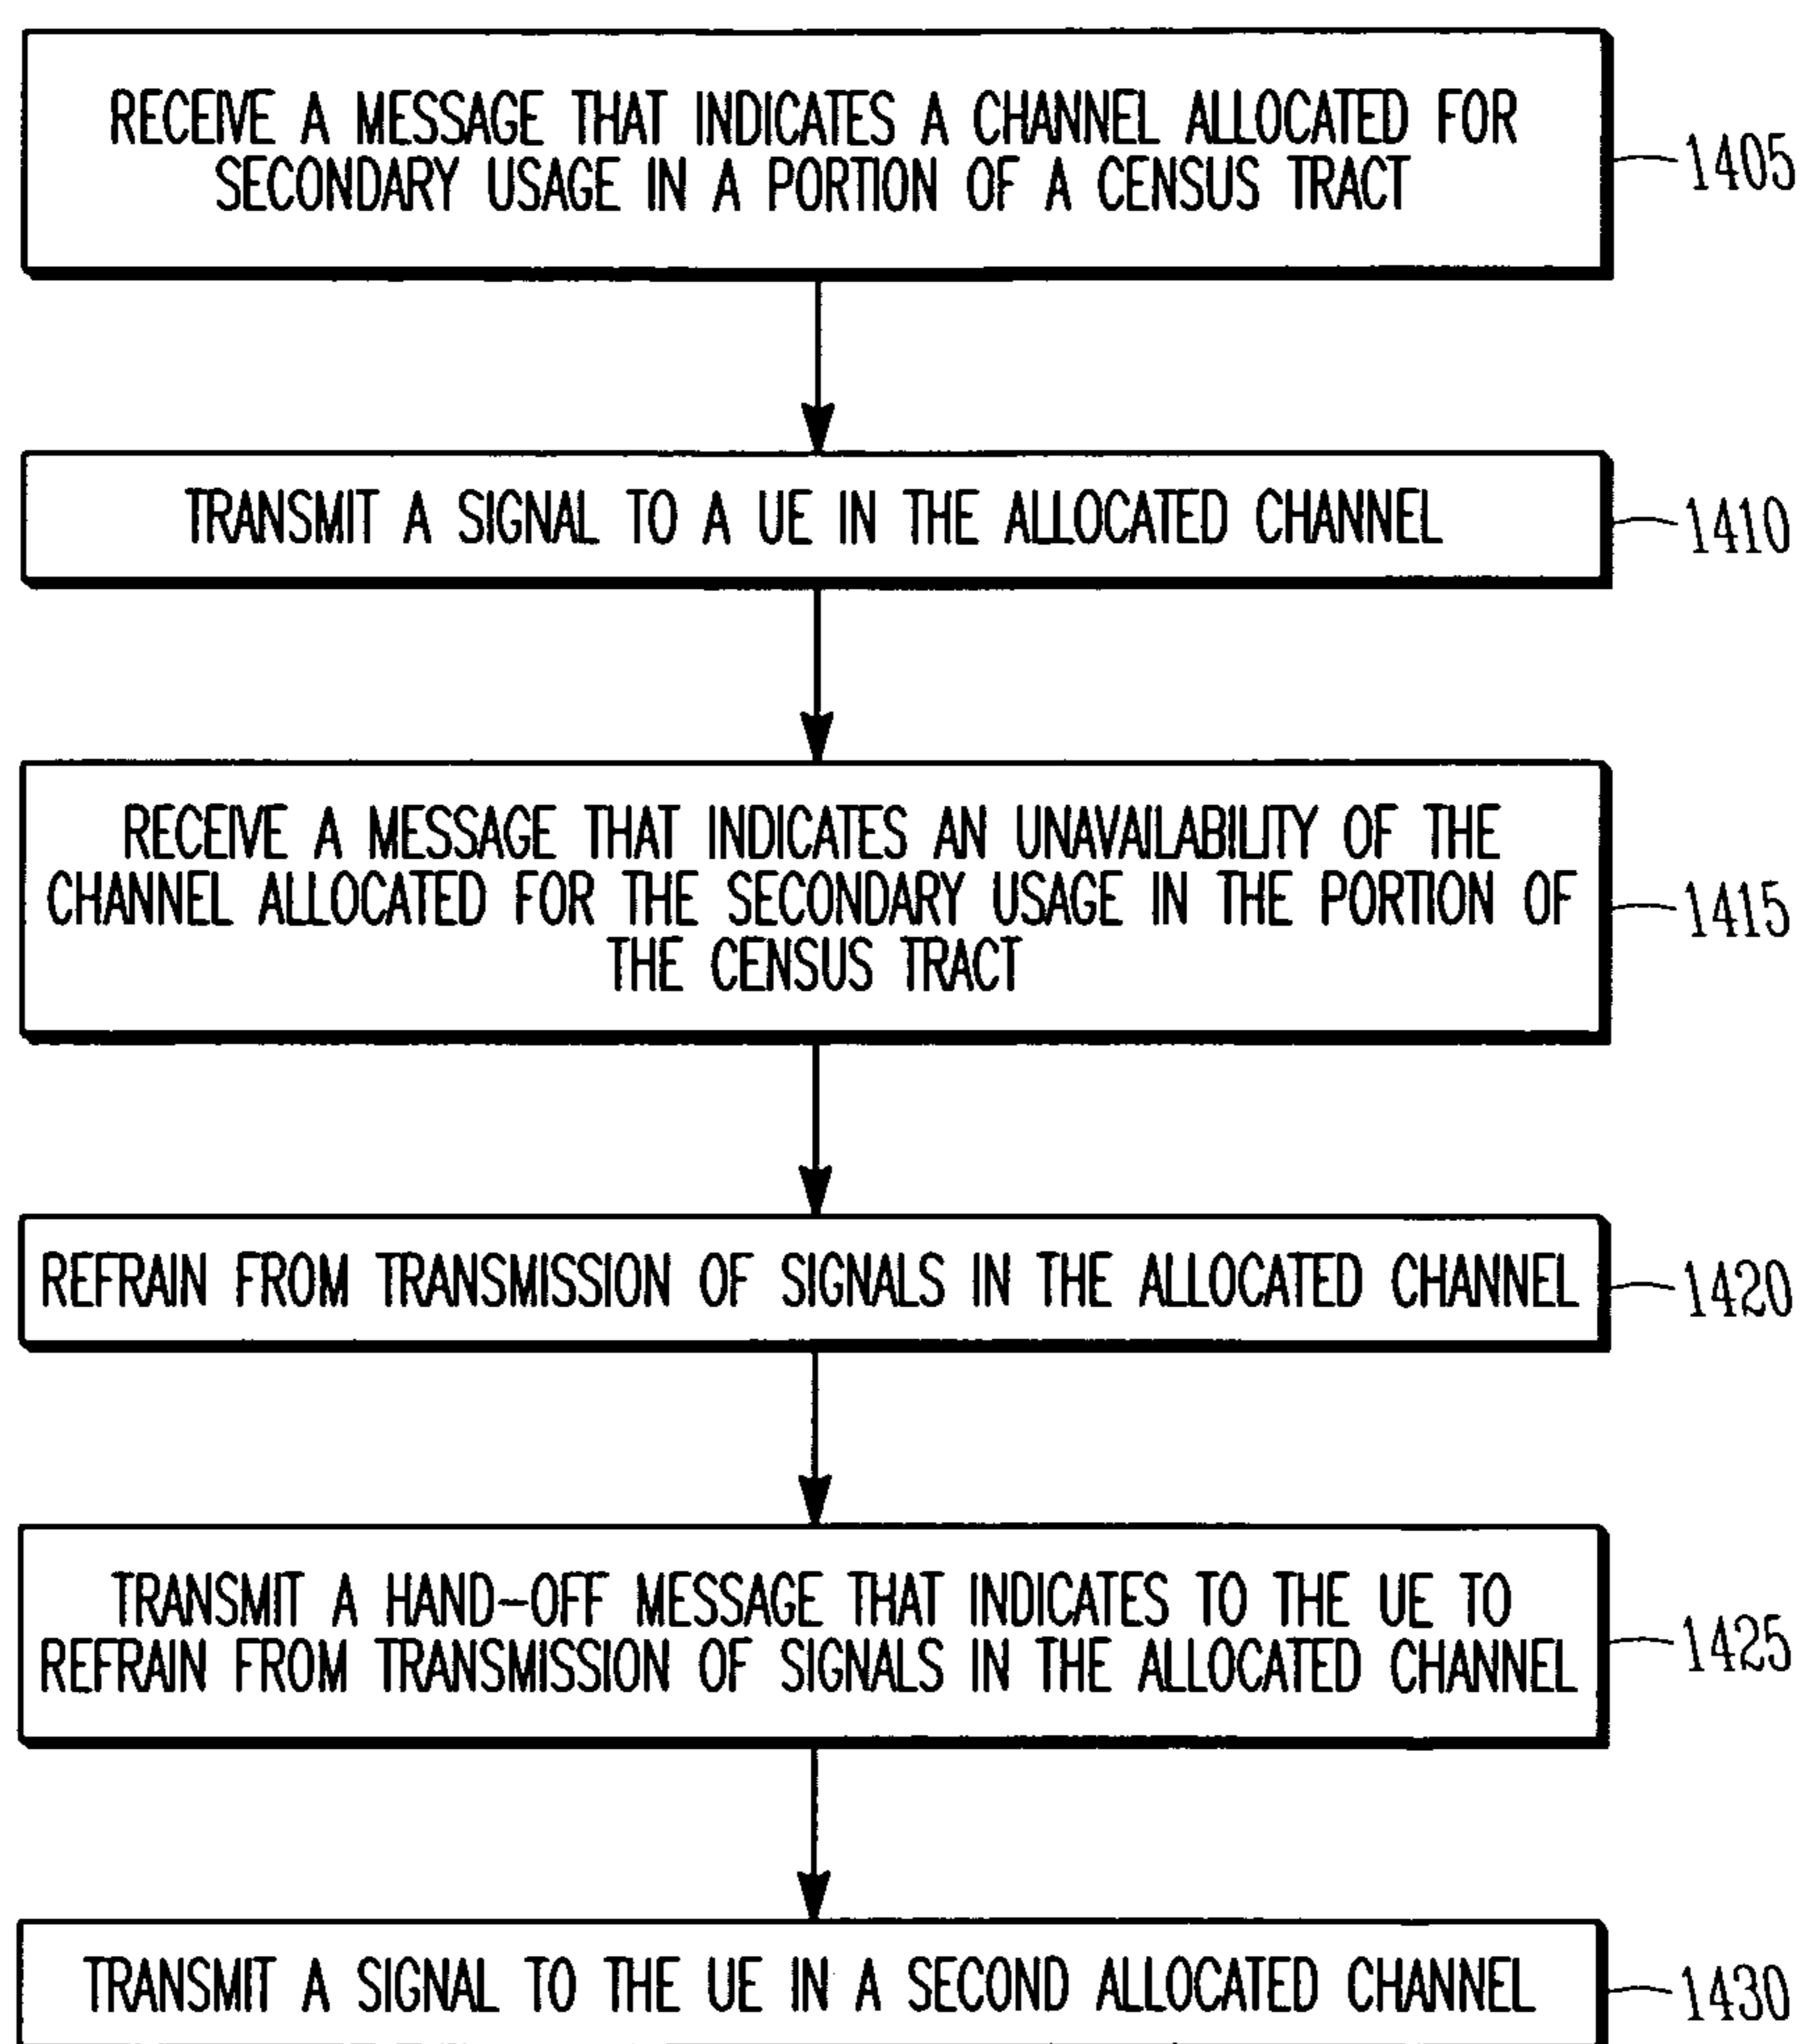 RECEIVE A MESSAGE THAT INDICATES A CHANNEL ALLOCATED FOR
SECONDARY USAGE IN A PORTION OF A CENSUS TRACT
1405
TRANSMIT A SIGNAL TO A UE IN THE ALLOCATED CHANNEL
1410
RECEIVE A MESSAGE THAT INDICATES AN UNAVAILABILITY OF THE
CHANNEL ALLOCATED FOR THE SECONDARY USAGE IN THE PORTION OF
THE CENSUS TRACT
1415
REFRAIN FROM TRANSMISSION OF SIGNALS IN THE ALLOCATED CHANNEL
1420
TRANSMIT A HAND-OFF MESSAGE THAT INDICATES TO THE UE TO
REFRAIN FROM TRANSMISSION OF SIGNALS IN THE ALLOCATED CHANNEL
1425
TRANSMIT A SIGNAL TO THE UE IN A SECOND ALLOCATED CHANNEL
1430